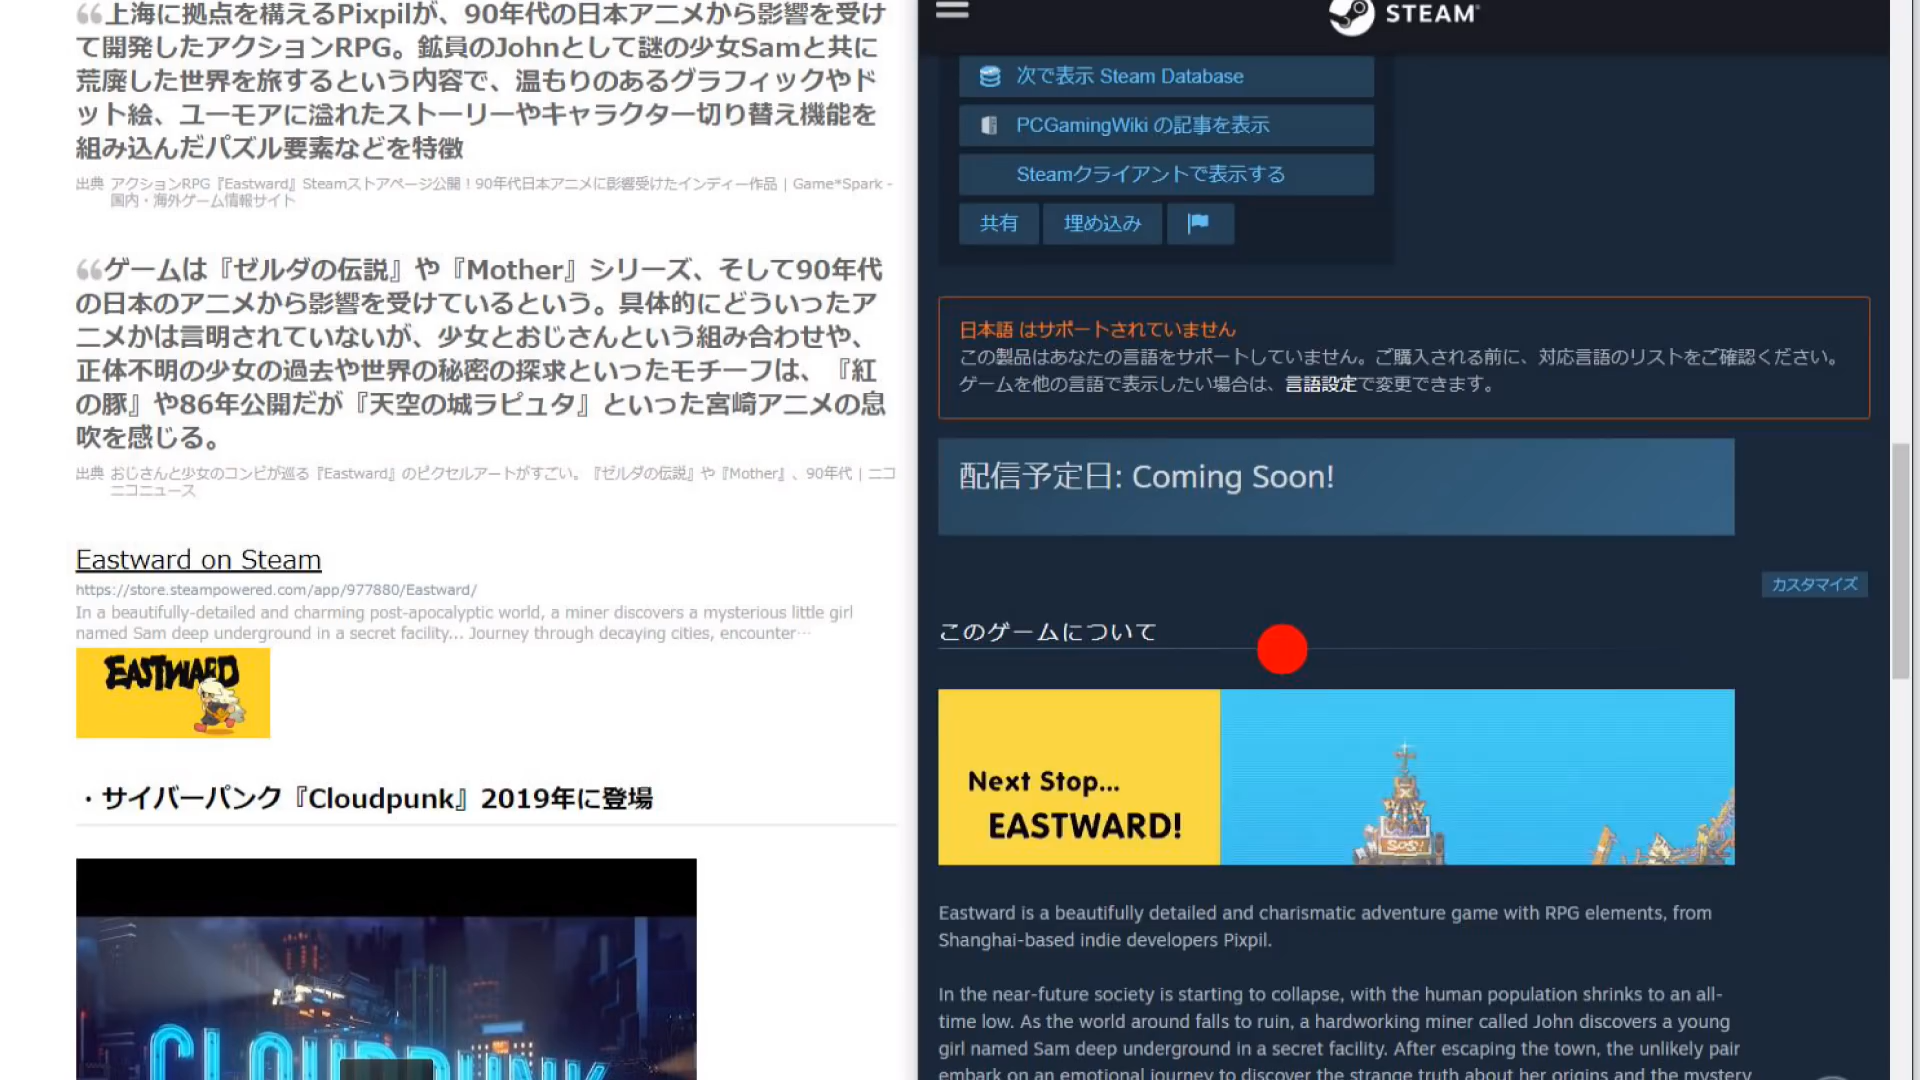 ❝上海に拠点を構えるPixpilが、90年代の日本アニメから影響を受け
て開発したアクションRPG。鉱員のJohnとして謎の少女Samと共に
荒廃した世界を旅するという内容で、温もりのあるグラフィックやド
ット絵、ユーモアに溢れたストーリーやキャラクター切り替え機能を
組み込んだパズル要素などを特徴
出典 アクションRPG『Eastward』Steamストアページ公開！90年代日本アニメに影響受けたインディー作品 | Game*Spark -
国内・海外ゲーム情報サイト
❝ゲームは『ゼルダの伝説』や『Mother』シリーズ、そして90年代
の日本のアニメから影響を受けているという。具体的にどういったア
ニメかは言明されていないが、少女とおじさんという組み合わせや、
正体不明の少女の過去や世界の秘密の探求といったモチーフは、『紅
の豚』や86年公開だが『天空の城ラピュタ』といった宮崎アニメの息
吹を感じる。
出典 おじさんと少女のコンビが巡る『Eastward』のピクセルアートがすごい。『ゼルダの伝説』や『Mother』、90年代 | ニコ
ニコニュース
Eastward on Steam
https://store.steampowered.com/app/977880/Eastward/
In a beautifully-detailed and charming post-apocalyptic world, a miner discovers a mysterious little girl
named Sam deep underground in a secret facility... Journey through decaying cities, encounter…
EASTWARD
・サイバーパンク『Cloudpunk』2019年に登場
CLOUDPUNK
STEAM®
次で表示 Steam Database
PCGamingWiki の記事を表示
Steamクライアントで表示する
共有 埋め込み
日本語 はサポートされていません
この製品はあなたの言語をサポートしていません。ご購入される前に、対応言語のリストをご確認ください。
ゲームを他の言語で表示したい場合は、言語設定で変更できます。
配信予定日: Coming Soon!
カスタマイズ
このゲームについて
Next Stop...
EASTWARD!
SOS!
Eastward is a beautifully detailed and charismatic adventure game with RPG elements, from
Shanghai-based indie developers Pixpil.
In the near-future society is starting to collapse, with the human population shrinks to an all-
time low. As the world around falls to ruin, a hardworking miner called John discovers a young
girl named Sam deep underground in a secret facility. After escaping the town, the unlikely pair
embark on an emotional journey to discover the strange truth about her origins and the mystery